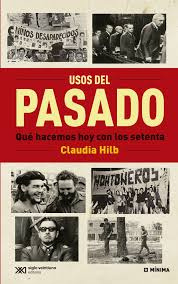 NIÑOS DESAPARECIDOS
USOS DEL
PASADO
Qué hacemos hoy con los setenta
Claudia Hilb
MONTONEROS
siglo veintiuno
editores
MÍNIMA